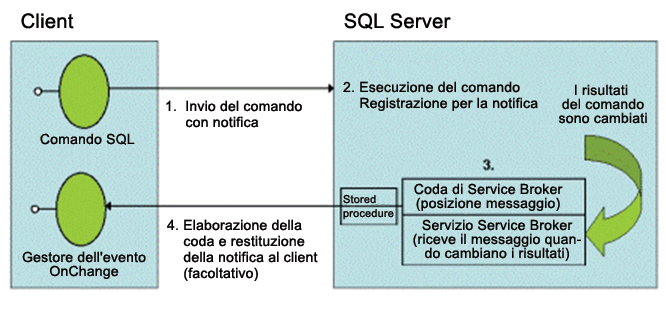 Client
SQL Server
Comando SQL
1. Invio del comando
con notifica
2. Esecuzione del comando
Registrazione per la notifica
I risultati
del comando
sono cambiati
3.
Coda di Service Broker
(posizione messaggio)
Servizio Service Broker
(riceve il messaggio quan-
do cambiano i risultati)
Stored
procedure
4. Elaborazione della
coda e restituzione
della notifica al client
(facoltativo)
Gestore dell'evento
OnChange